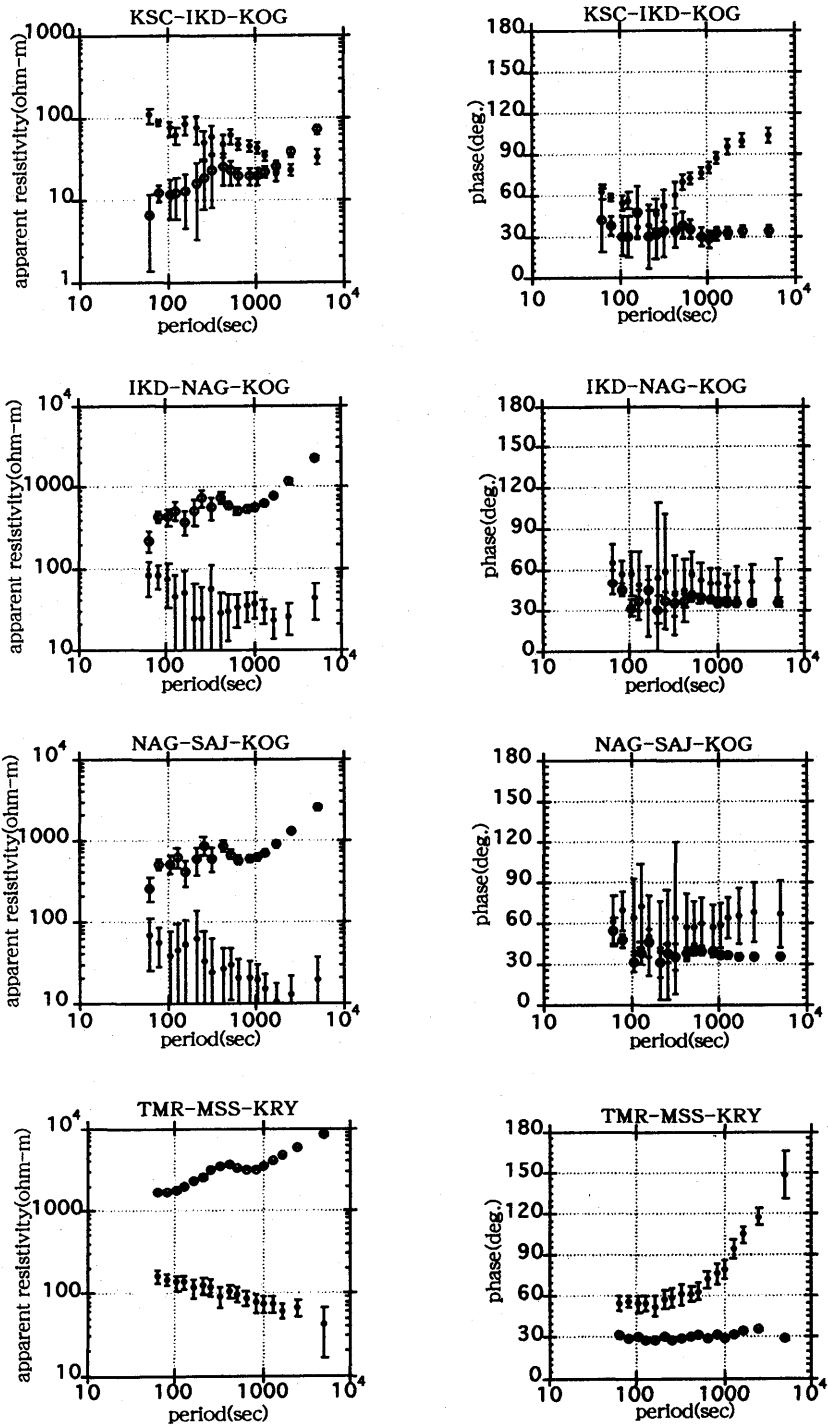 KSC-IKD-KOG
apparent resistivity(ohm-m)
1000
100
10
1
10 100 1000 10^4
period(sec)
KSC-IKD-KOG
phase(deg.)
180
150
120
90
60
30
0
10 100 1000 10^4
period(sec)
IKD-NAG-KOG
apparent resistivity(ohm-m)
10^4
1000
100
10
10 100 1000 10^4
period(sec)
IKD-NAG-KOG
phase(deg.)
180
150
120
90
60
30
0
10 100 1000 10^4
period(sec)
NAG-SAJ-KOG
apparent resistivity(ohm-m)
10^4
1000
100
10
10 100 1000 10^4
period(sec)
NAG-SAJ-KOG
phase(deg.)
180
150
120
90
60
30
0
10 100 1000 10^4
period(sec)
TMR-MSS-KRY
apparent resistivity(ohm-m)
10^4
1000
100
10
10 100 1000 10^4
period(sec)
TMR-MSS-KRY
phase(deg.)
180
150
120
90
60
30
0
10 100 1000 10^4
period(sec)